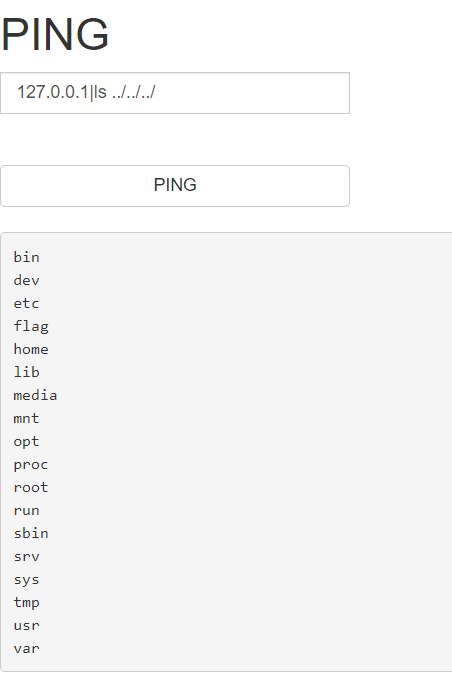 PING
127.0.0.1|ls ../../../
PING
bin
dev
etc
flag
home
lib
media
mnt
opt
proc
root
run
sbin
srv
sys
tmp
usr
var